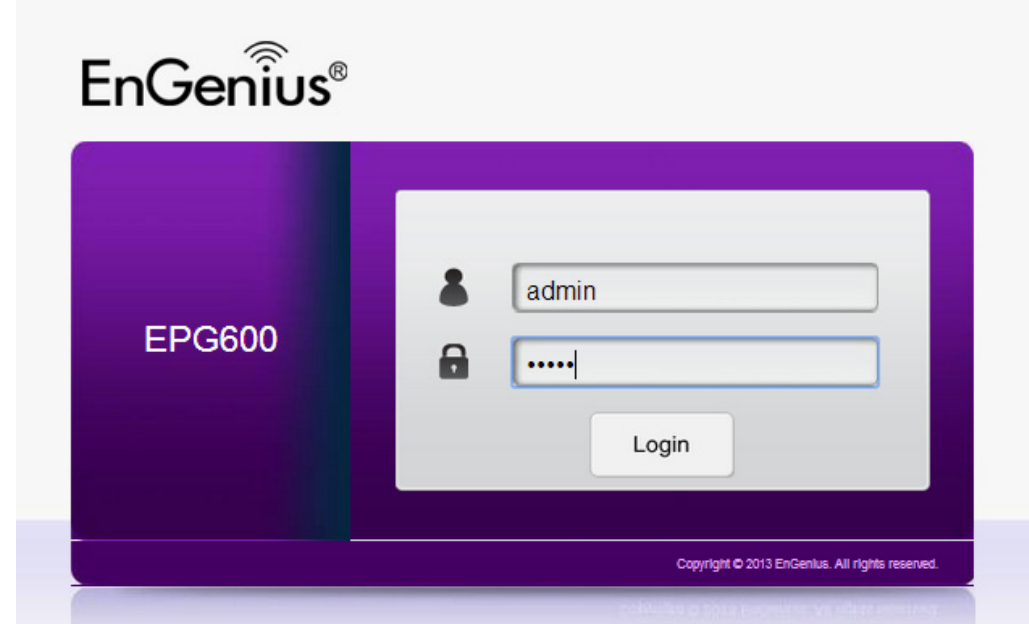 EnGenius®
EPG600
admin
•••••
Login
Copyright © 2013 EnGenius. All rights reserved.